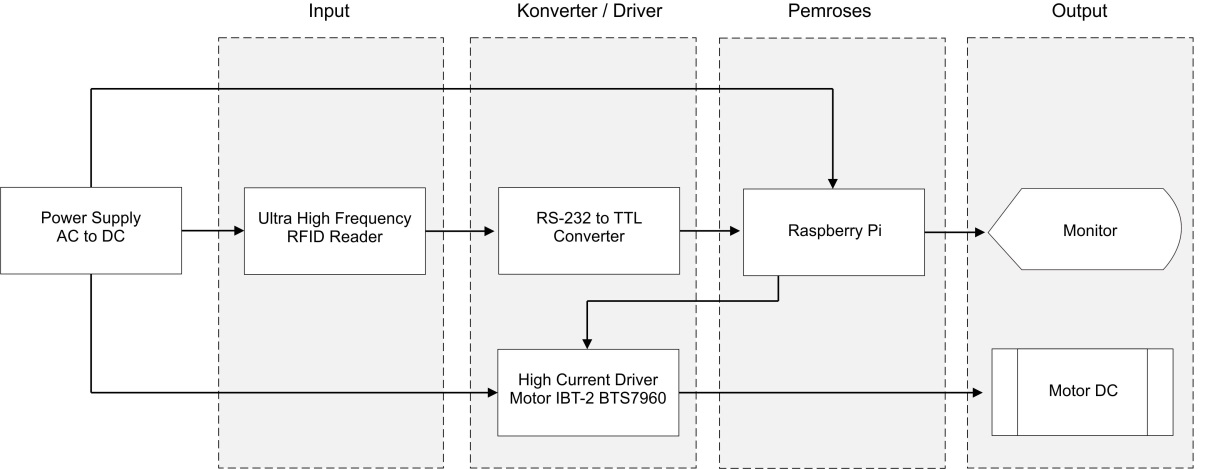 Input
Konverter / Driver
Pemroses
Output
Power Supply
AC to DC
Ultra High Frequency
RFID Reader
RS-232 to TTL
Converter
Raspberry Pi
Monitor
High Current Driver
Motor IBT-2 BTS7960
Motor DC